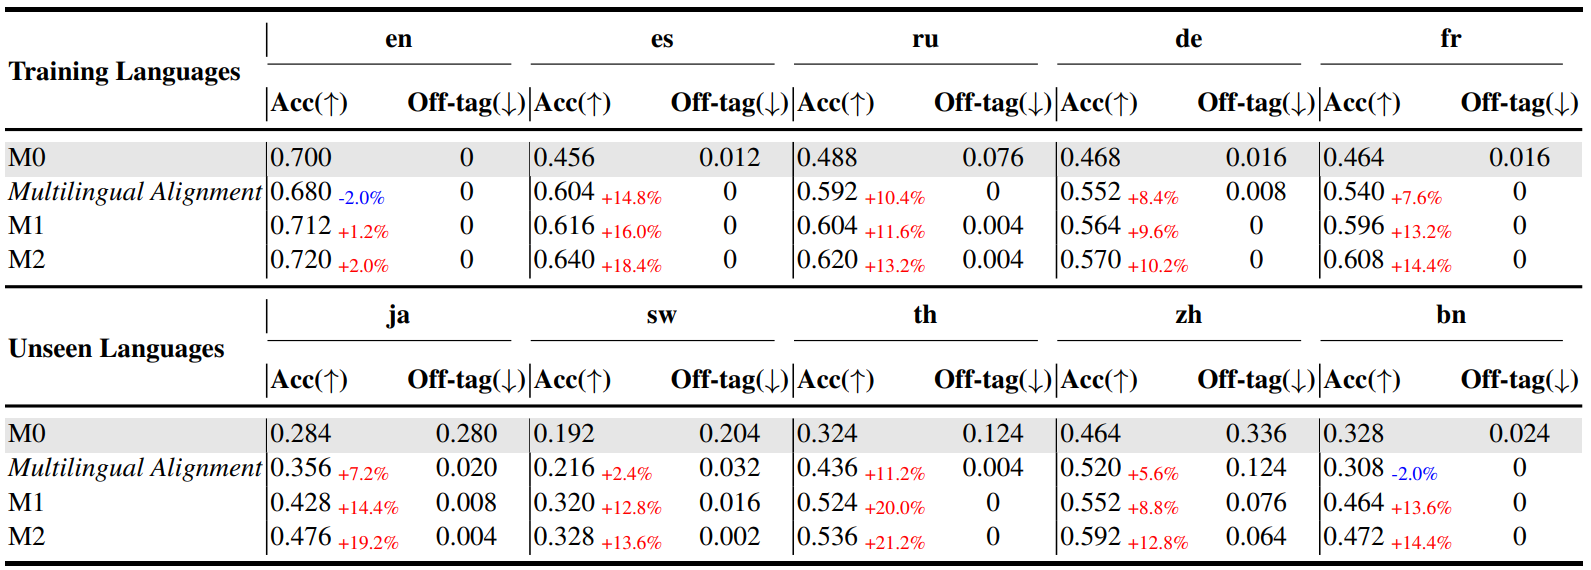 Training Languages en es ru de fr
Acc(↑) Off-tag(↓) Acc(↑) Off-tag(↓) Acc(↑) Off-tag(↓) Acc(↑) Off-tag(↓) Acc(↑) Off-tag(↓)
M0 0.700 0 0.456 0.012 0.488 0.076 0.468 0.016 0.464 0.016
Multilingual Alignment 0.680 -2.0% 0 0.604 +14.8% 0 0.592 +10.4% 0 0.552 +8.4% 0.008 0.540 +7.6% 0
M1 0.712 +1.2% 0 0.616 +16.0% 0 0.604 +11.6% 0.004 0.564 +9.6% 0 0.596 +13.2% 0
M2 0.720 +2.0% 0 0.640 +18.4% 0 0.620 +13.2% 0.004 0.570 +10.2% 0 0.608 +14.4% 0
Unseen Languages ja sw th zh bn
Acc(↑) Off-tag(↓) Acc(↑) Off-tag(↓) Acc(↑) Off-tag(↓) Acc(↑) Off-tag(↓) Acc(↑) Off-tag(↓)
M0 0.284 0.280 0.192 0.204 0.324 0.124 0.464 0.336 0.328 0.024
Multilingual Alignment 0.356 +7.2% 0.020 0.216 +2.4% 0.032 0.436 +11.2% 0.004 0.520 +5.6% 0.124 0.308 -2.0% 0
M1 0.428 +14.4% 0.008 0.320 +12.8% 0.016 0.524 +20.0% 0 0.552 +8.8% 0.076 0.464 +13.6% 0
M2 0.476 +19.2% 0.004 0.328 +13.6% 0.002 0.536 +21.2% 0 0.592 +12.8% 0.064 0.472 +14.4% 0